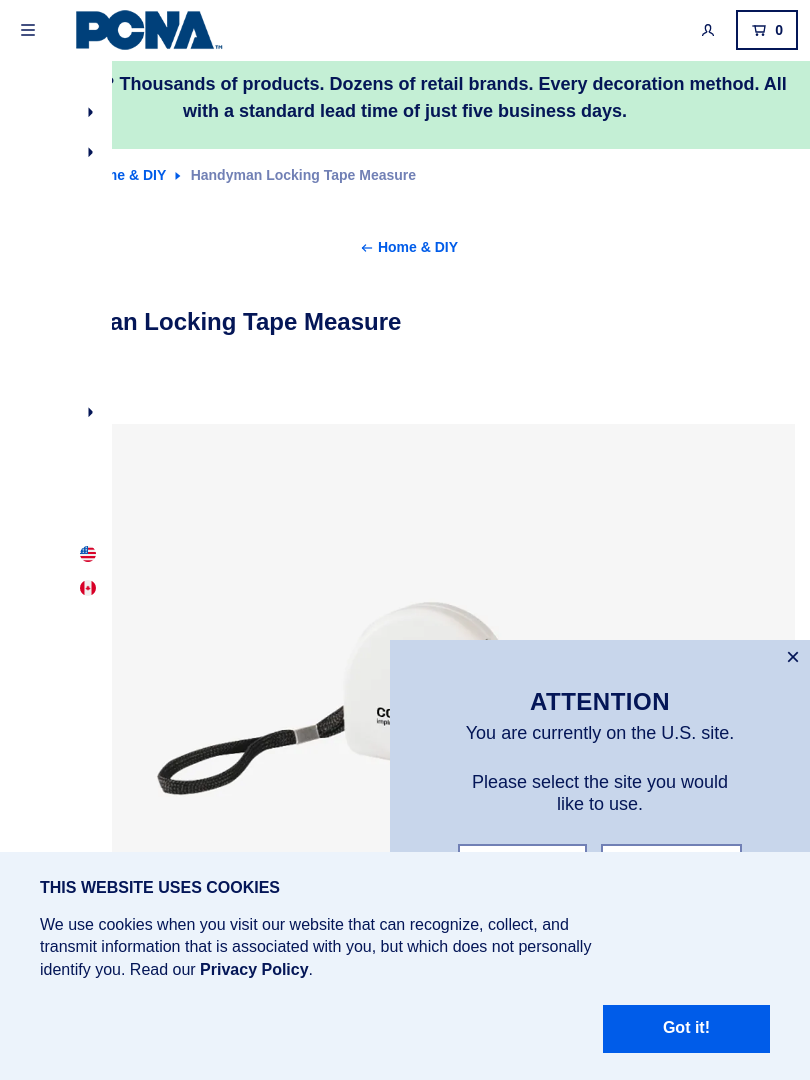 PCNA™
0
Thousands of products. Dozens of retail brands. Every decoration method. All
with a standard lead time of just five business days.
& DIY Handyman Locking Tape Measure
Home & DIY
Locking Tape Measure
ATTENTION
You are currently on the U.S. site.
Please select the site you would
like to use.
THIS WEBSITE USES COOKIES
We use cookies when you visit our website that can recognize, collect, and
transmit information that is associated with you, but which does not personally
identify you. Read our Privacy Policy.
Got it!